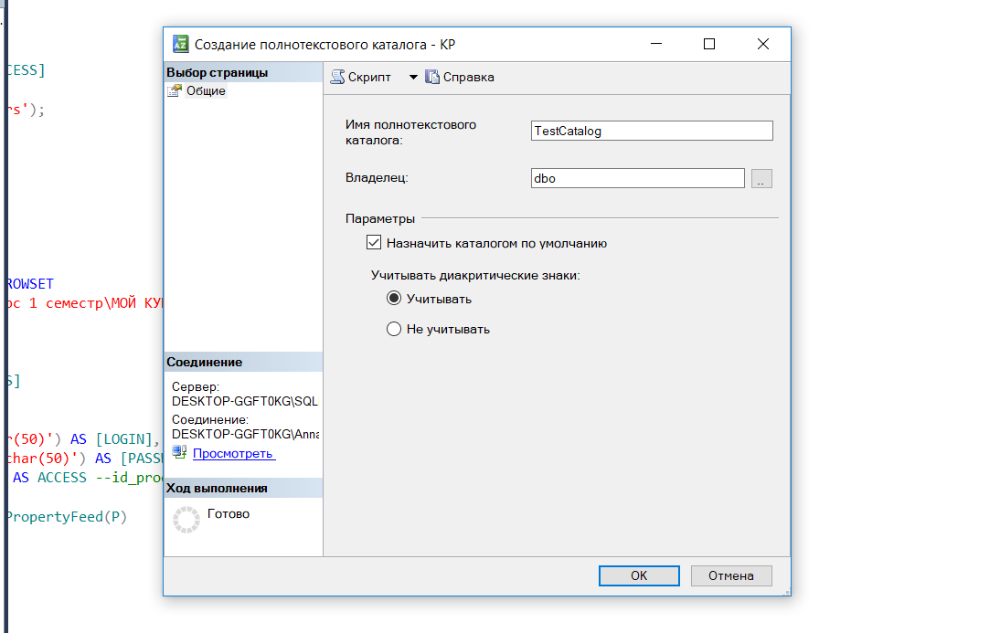 Создание полнотекстового каталога - KP
Выбор страницы
Общие
Скрипт
Справка
Имя полнотекстового
каталога:
TestCatalog
Владелец:
dbo
..
Параметры
Назначить каталогом по умолчанию
Учитывать диакритические знаки:
Учитывать
Не учитывать
Соединение
Сервер:
DESKTOP-GGFT0KG\SQL
Соединение:
DESKTOP-GGFT0KG\Anna
Просмотреть
Ход выполнения
Готово
OK
Отмена
CESS]
rs');
ROWSET
рс 1 семестр\МОЙ КУ
S]
r(50)') AS [LOGIN],
char(50)') AS [PASS
AS ACCESS --id_pro
PropertyFeed(P)